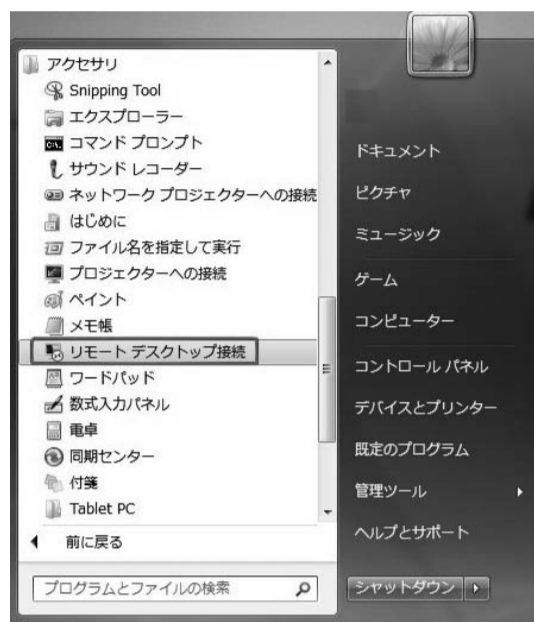 アクセサリ
Snipping Tool
エクスプローラー
コマンド プロンプト
サウンド レコーダー
ネットワーク プロジェクターへの接続
はじめに
ファイル名を指定して実行
プロジェクターへの接続
ペイント
メモ帳
リモート デスクトップ接続
ワードパッド
数式入力パネル
電卓
同期センター
付箋
Tablet PC
前に戻る
プログラムとファイルの検索
ドキュメント
ピクチャ
ミュージック
ゲーム
コンピューター
コントロール パネル
デバイスとプリンター
既定のプログラム
管理ツール
ヘルプとサポート
シャットダウン